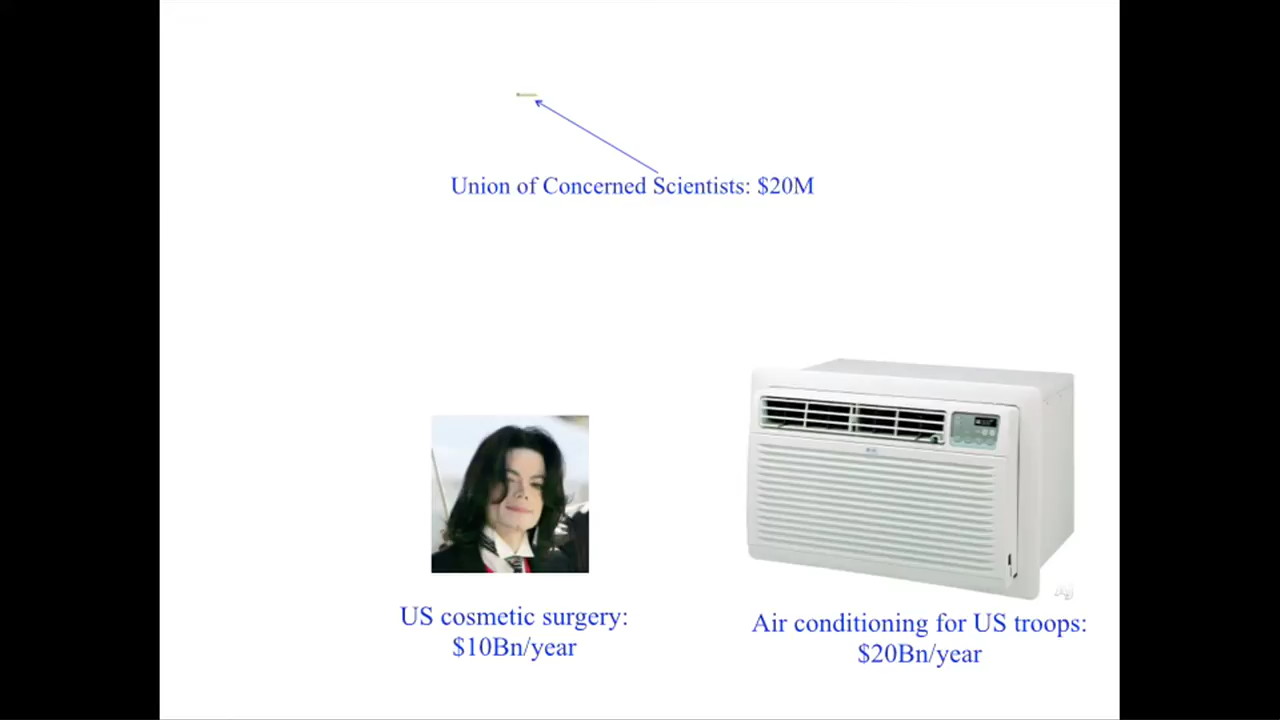 Union of Concerned Scientists: $20M
US cosmetic surgery:
$10Bn/year
Air conditioning for US troops:
$20Bn/year